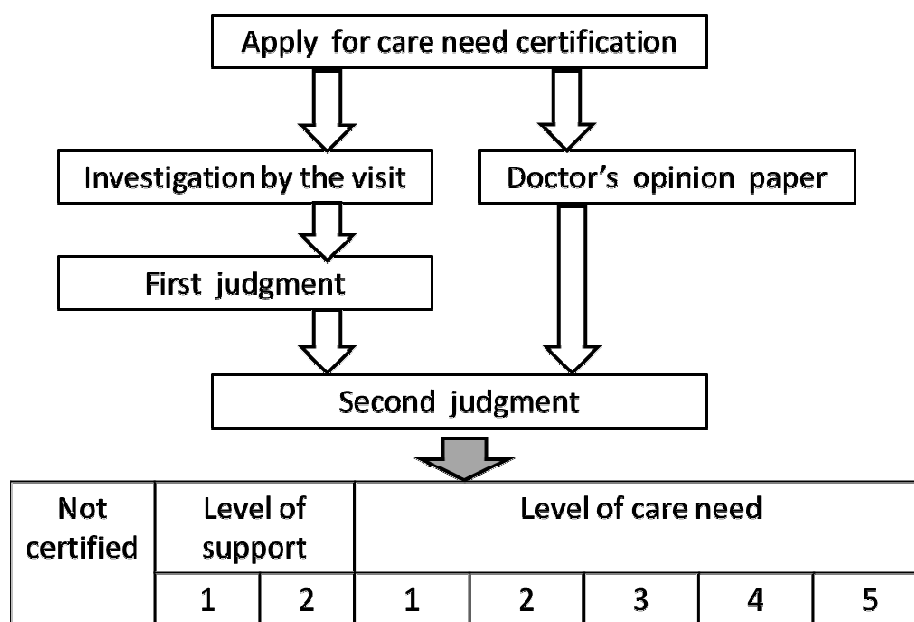 Apply for care need certification
Investigation by the visit
Doctor's opinion paper
First judgment
Second judgment
Not certified
Level of support
Level of care need
1 2 1 2 3 4 5